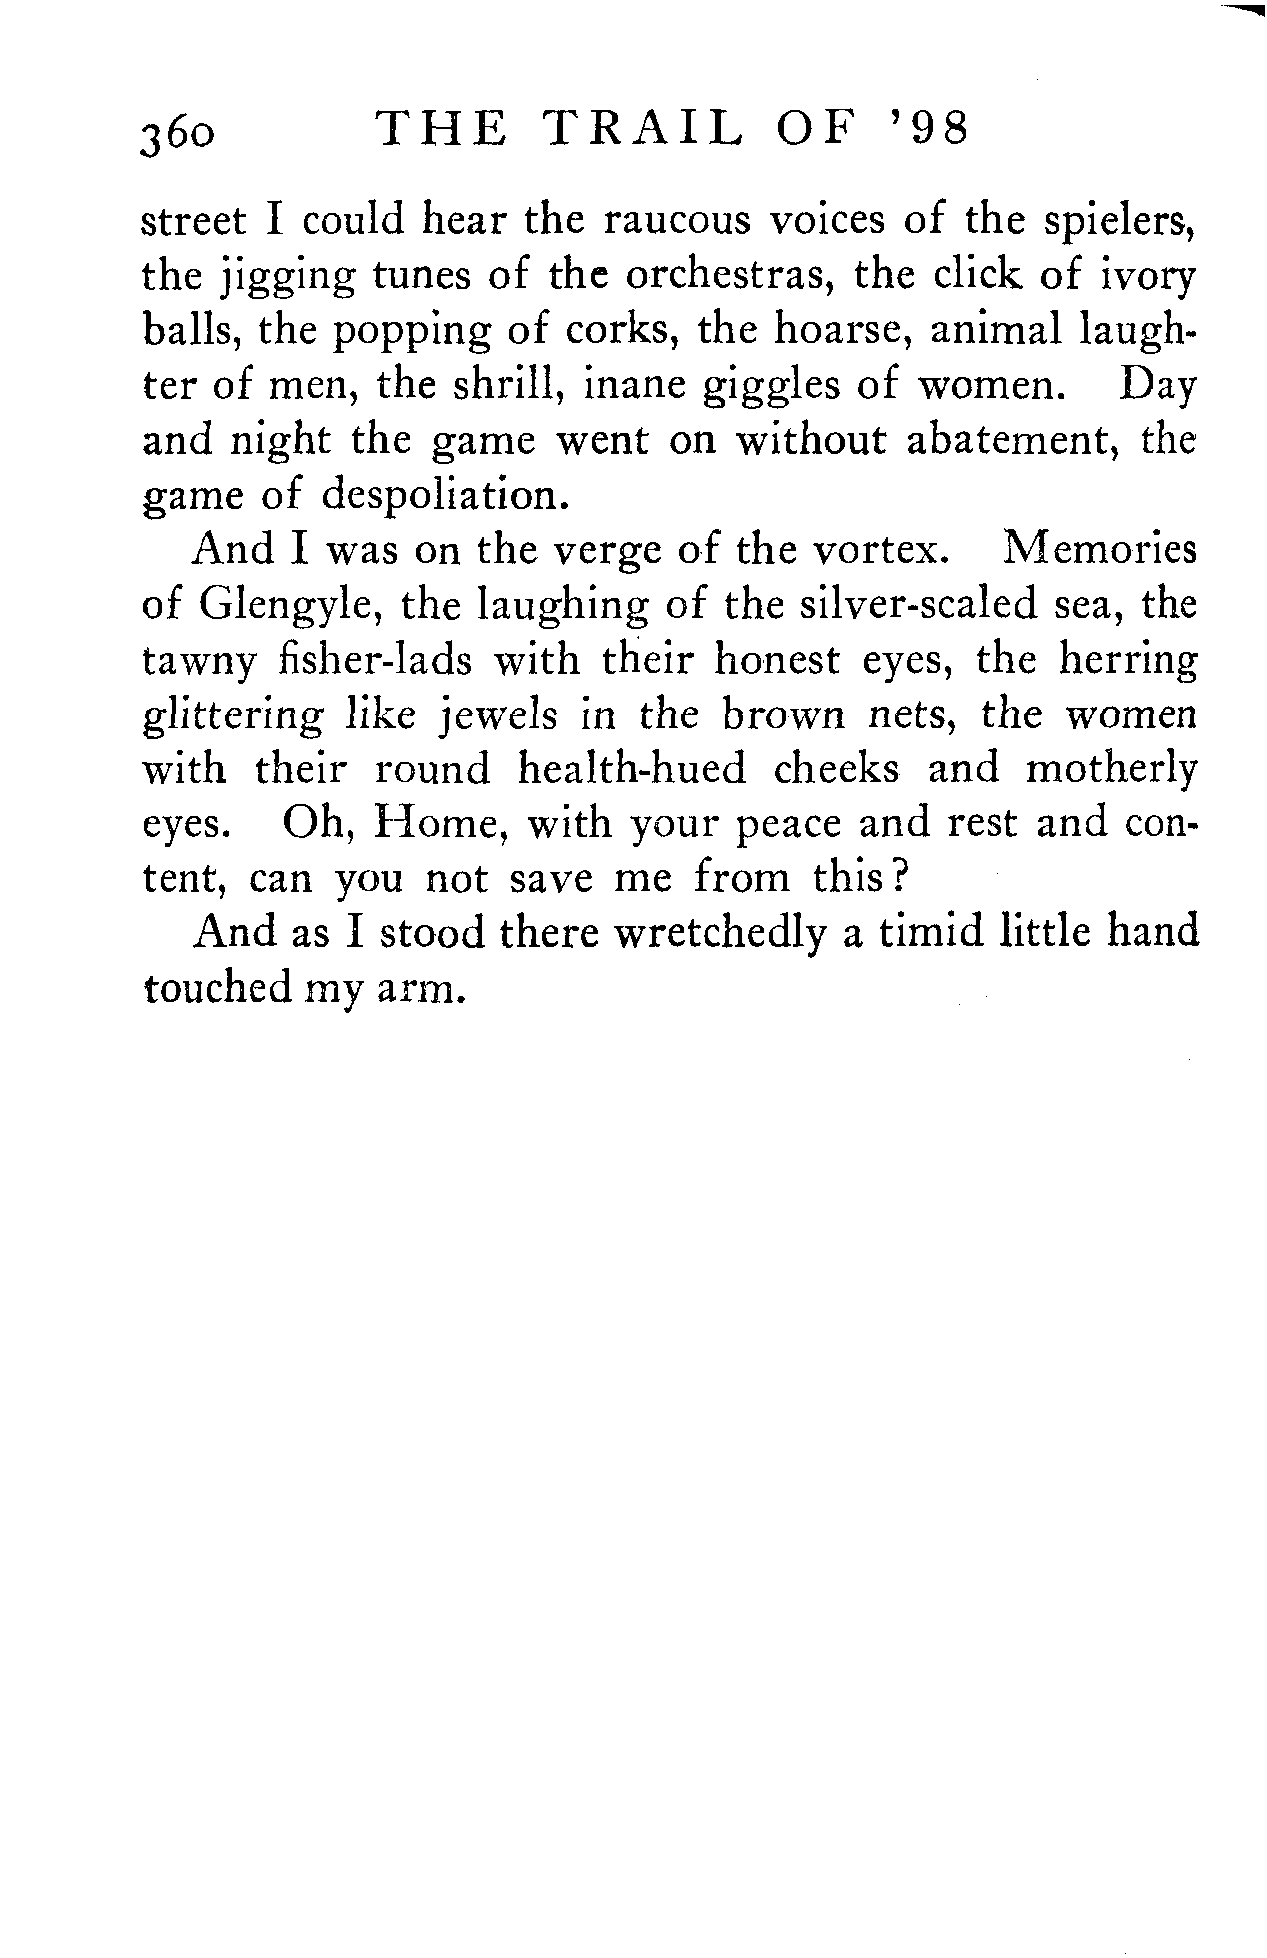 360 THE TRAIL OF ’98
street I could hear the raucous voices of the spielers,
the jigging tunes of the orchestras, the click of ivory
balls, the popping of corks, the hoarse, animal laugh-
ter of men, the shrill, inane giggles of women. Day
and night the game went on without abatement, the
game of despoliation.
And I was on the verge of the vortex. Memories
of Glengyle, the laughing of the silver-scaled sea, the
tawny fisher-lads with their honest eyes, the herring
glittering like jewels in the brown nets, the women
with their round health-hued cheeks and motherly
eyes. Oh, Home, with your peace and rest and con-
tent, can you not save me from this?
And as I stood there wretchedly a timid little hand
touched my arm.